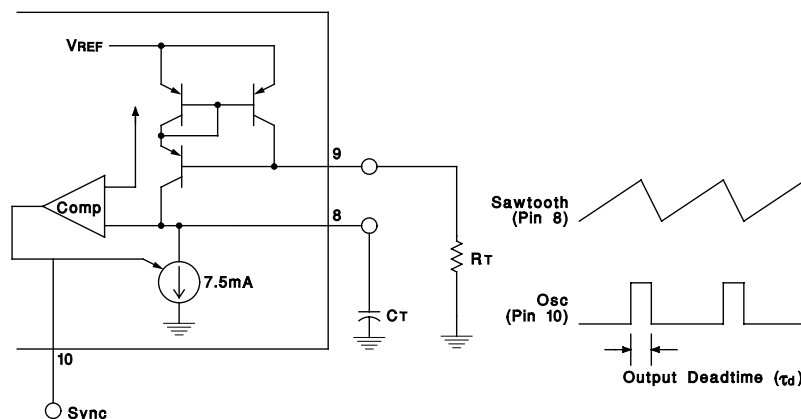 VREF
9
Comp
8
7.5mA
RT
CT
10
Sync
Sawtooth
(Pin 8)
Osc
(Pin 10)
Output Deadtime (τd)